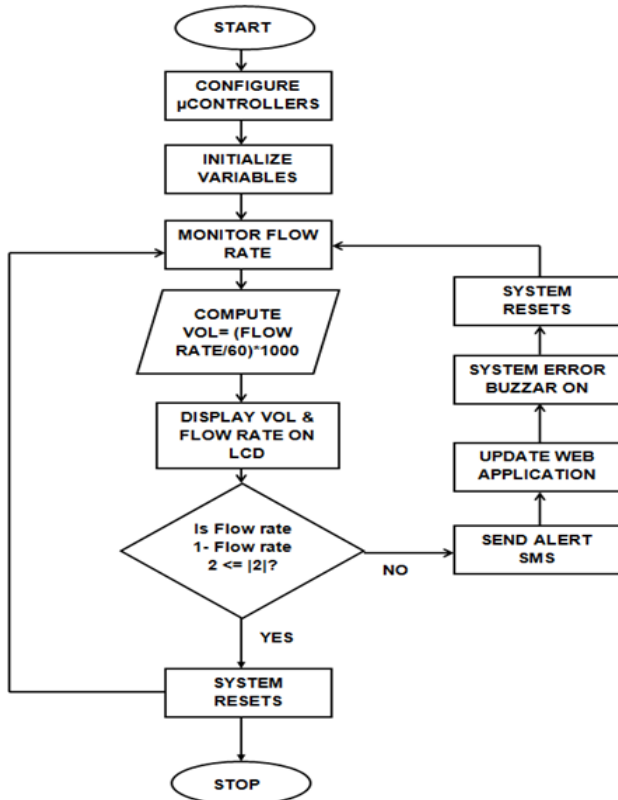 START
CONFIGURE
µCONTROLLERS
INITIALIZE
VARIABLES
MONITOR FLOW
RATE
COMPUTE
VOL= (FLOW
RATE/60)*1000
DISPLAY VOL &
FLOW RATE ON
LCD
Is Flow rate
1- Flow rate
2 <= |2|?
NO
SEND ALERT
SMS
UPDATE WEB
APPLICATION
SYSTEM ERROR
BUZZAR ON
SYSTEM
RESETS
YES
SYSTEM
RESETS
STOP